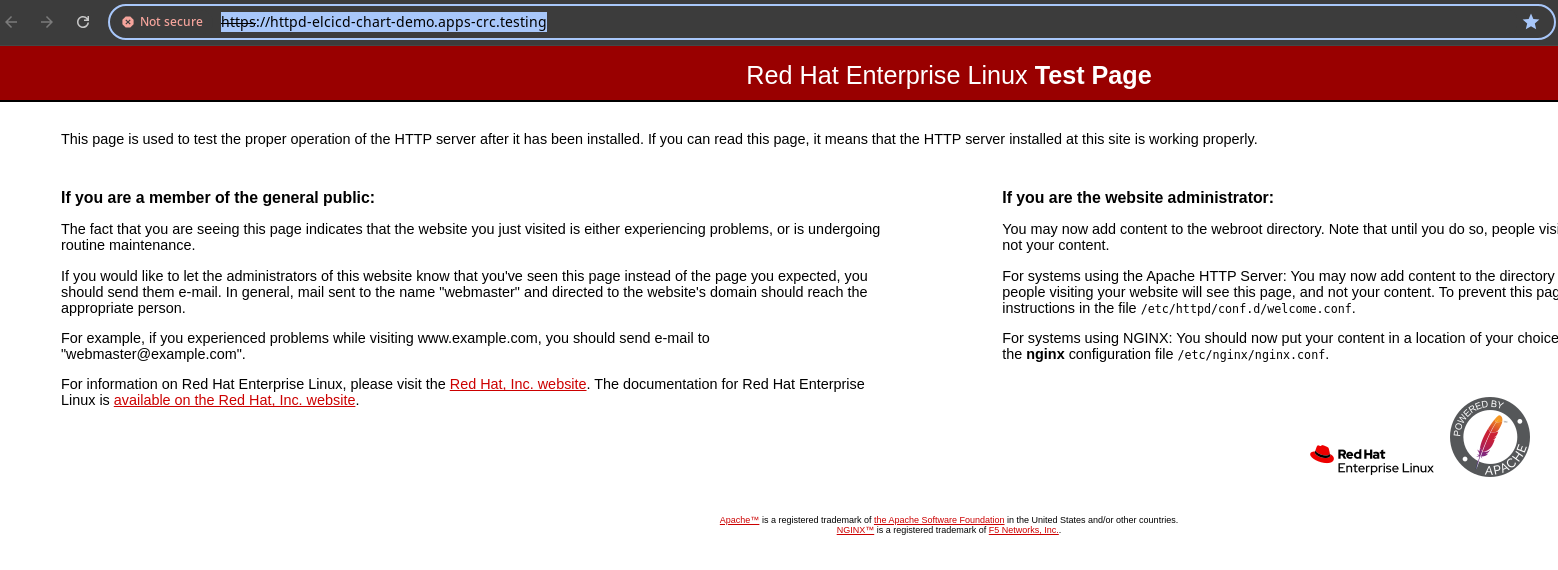 Not secure https://httpd-elcicd-chart-demo.apps-crc.testing
Red Hat Enterprise Linux Test Page
This page is used to test the proper operation of the HTTP server after it has been installed. If you can read this page, it means that the HTTP server installed at this site is working properly.
If you are a member of the general public:
The fact that you are seeing this page indicates that the website you just visited is either experiencing problems, or is undergoing
routine maintenance.
If you would like to let the administrators of this website know that you've seen this page instead of the page you expected, you
should send them e-mail. In general, mail sent to the name "webmaster" and directed to the website's domain should reach the
appropriate person.
For example, if you experienced problems while visiting www.example.com, you should send e-mail to
"webmaster@example.com".
For information on Red Hat Enterprise Linux, please visit the Red Hat, Inc. website. The documentation for Red Hat Enterprise
Linux is available on the Red Hat, Inc. website.
If you are the website administrator:
You may now add content to the webroot directory. Note that until you do so, people
not your content.
For systems using the Apache HTTP Server: You may now add content to the directory
people visiting your website will see this page, and not your content. To prevent this
instructions in the file /etc/httpd/conf.d/welcome.conf.
For systems using NGINX: You should now put your content in a location of your choice
the nginx configuration file /etc/nginx/nginx.conf.
Red Hat
Enterprise Linux
POWERED BY
APACHE
Apache™ is a registered trademark of the Apache Software Foundation in the United States and/or other countries.
NGINX™ is a registered trademark of F5 Networks, Inc..